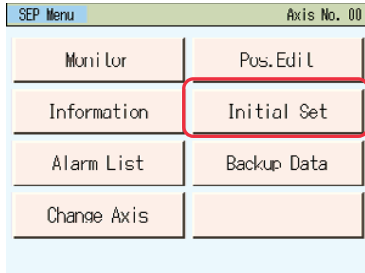 SEP Menu Axis No. 00
Monitor Pos.Edit
Information Initial Set
Alarm List Backup Data
Change Axis